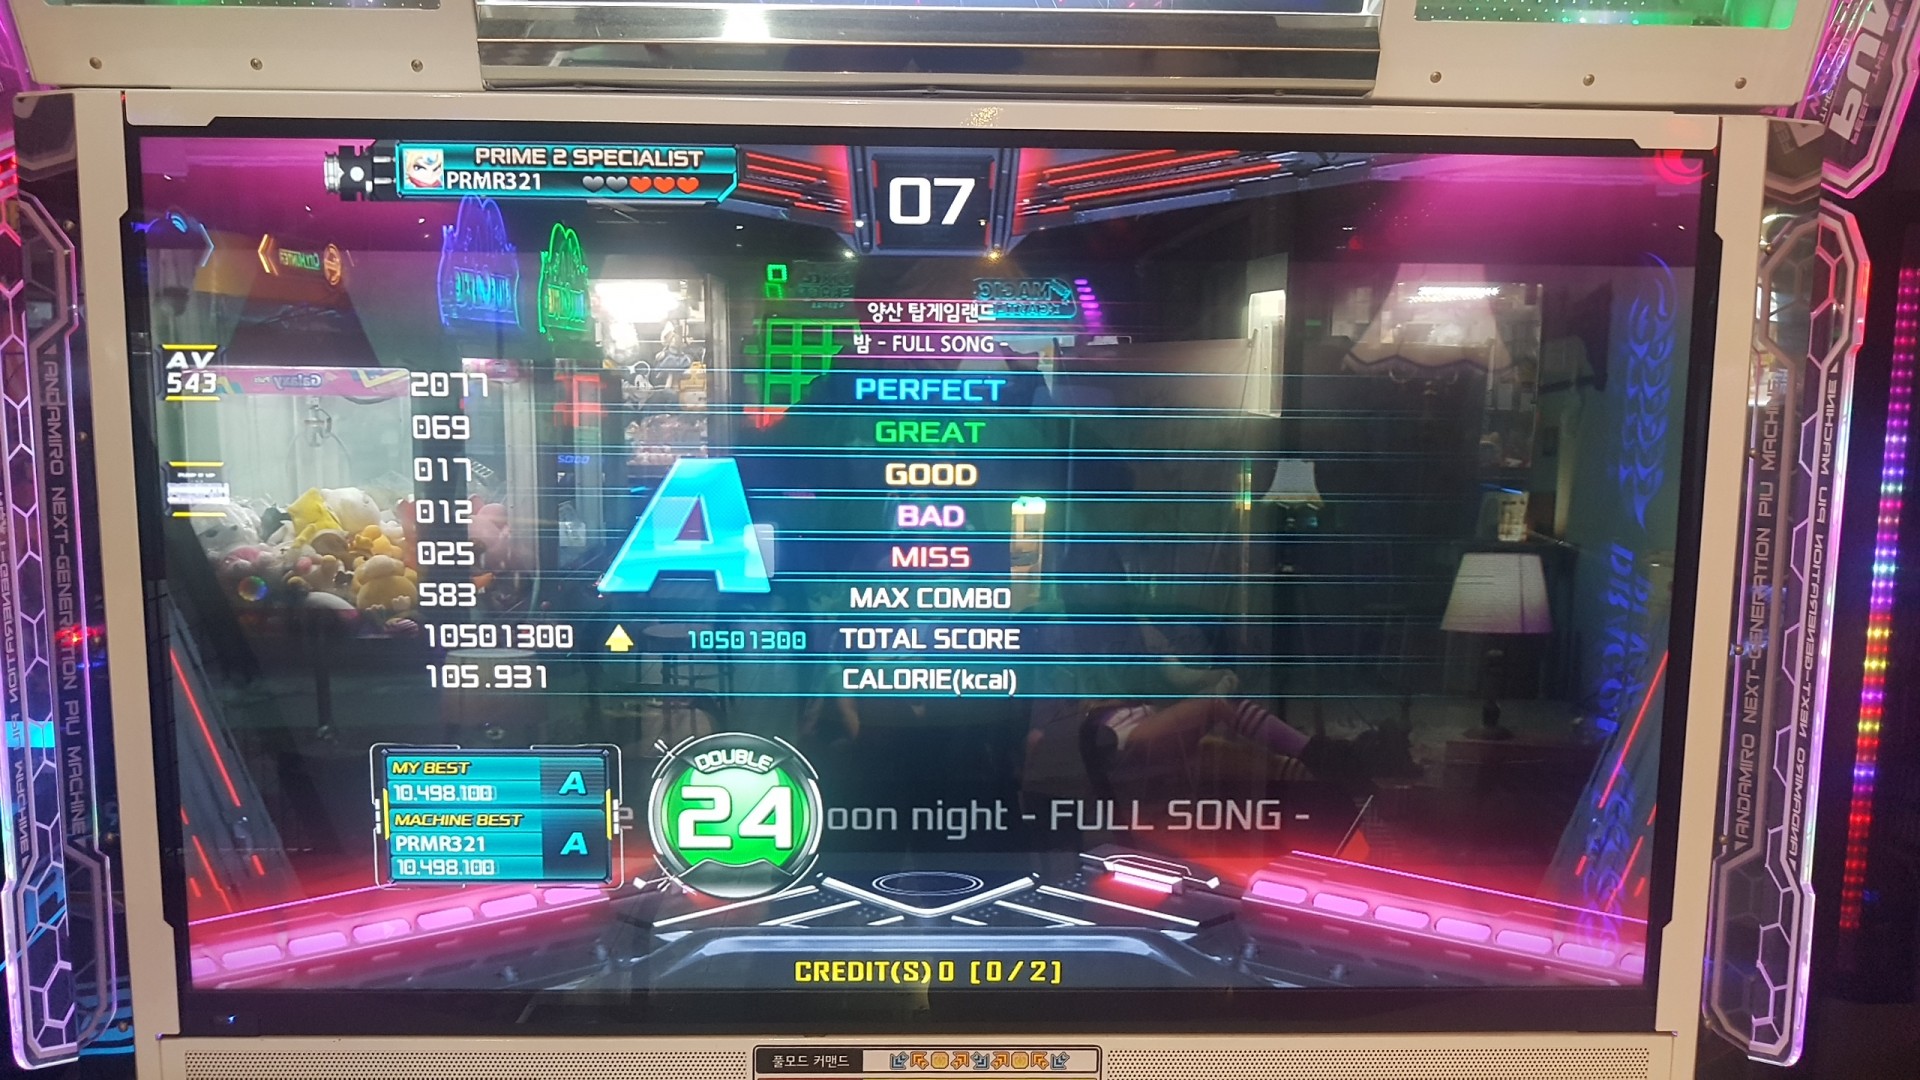 PRIME 2 SPECIALIST
PRMR321
07
양산 탑게임랜드
밤 - FULL SONG -
AV
543
2077 PERFECT
069 GREAT
017 GOOD
012 BAD
025 MISS
A
583 MAX COMBO
10501300 10501300 TOTAL SCORE
105.931 CALORIE(kcal)
MY BEST
10.498.100 A
MACHINE BEST
PRMR321 A
10.498.100
DOUBLE
24
oon night - FULL SONG -
CREDIT(S) 0 [0/2]
풀모드 커맨드
ANDAMIRO NEXT-GENERATION PIU MACHINE
ANDAMIRO NEXT-GENERATION PIU MACHINE